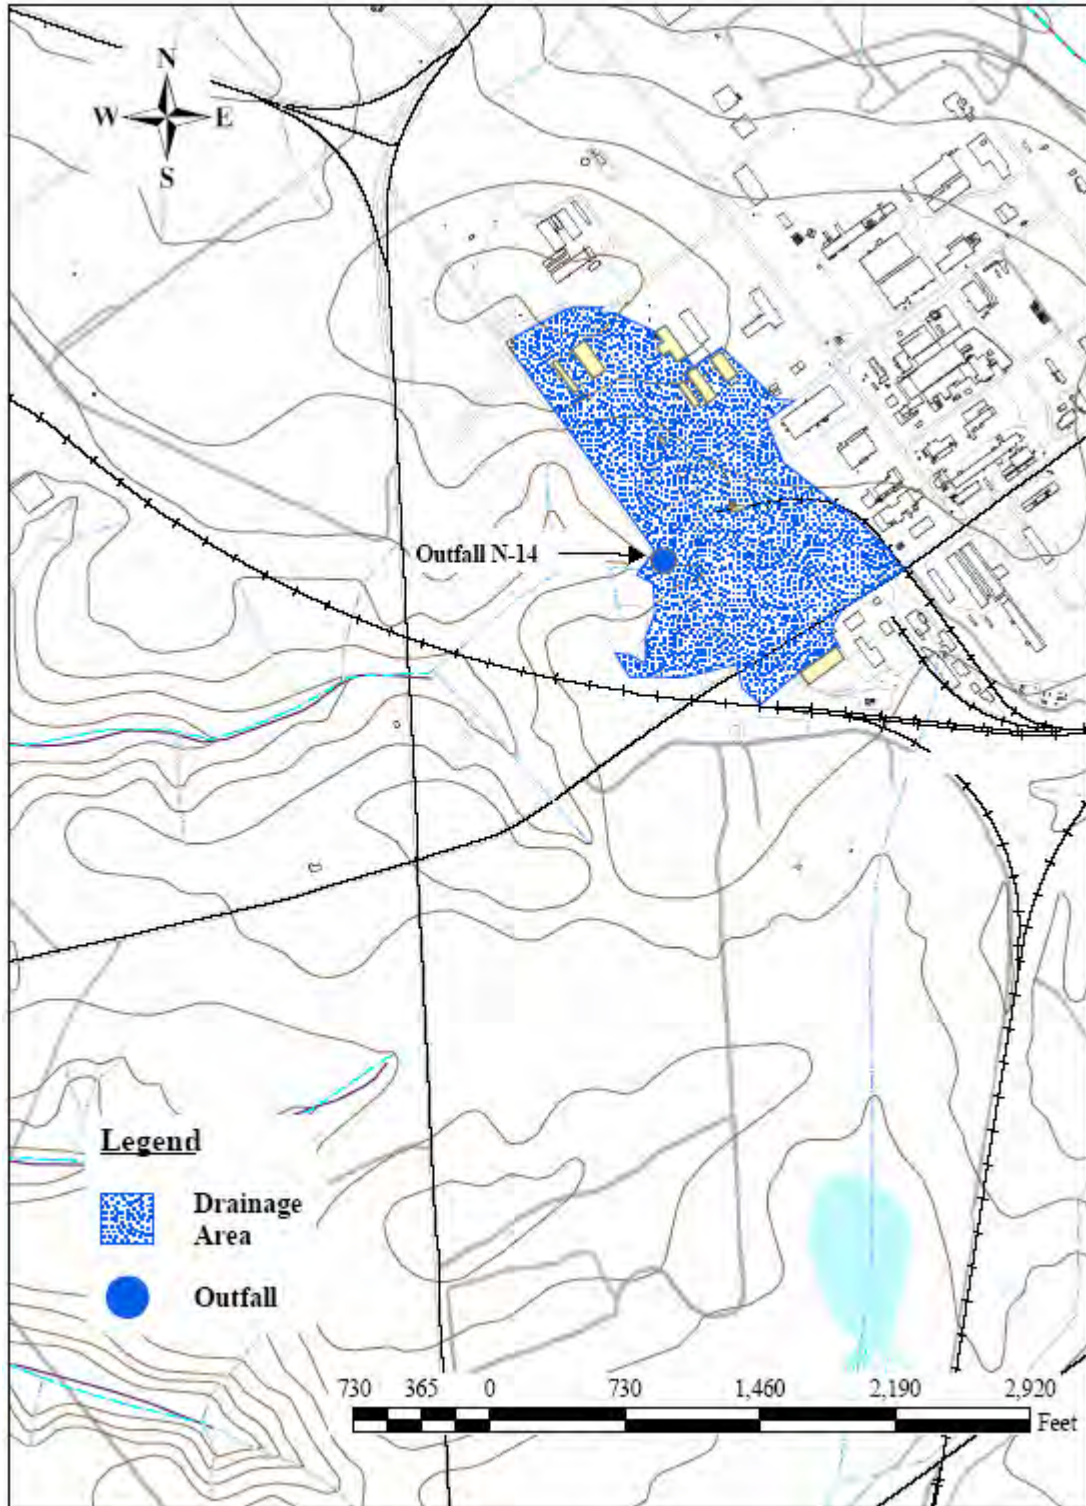 N
W E
S
Outfall N-14
Legend
Drainage
Area
Outfall
730 365 0 730 1,460 2,190 2,920
Feet